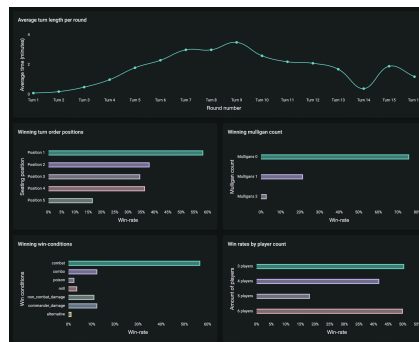 Average turn length per round
Average time (minutes)
4
2
0
Turn 1 Turn 2 Turn 3 Turn 4 Turn 5 Turn 6 Turn 7 Turn 8 Turn 9 Turn 10 Turn 11 Turn 12 Turn 13 Turn 14 Turn 15 Turn 1
Round number
Winning turn order positions
Seating position
Position 1
Position 2
Position 3
Position 4
Position 5
0% 5% 10% 15% 20% 25% 30% 35% 40% 45% 50% 55% 60%
Win-rate
Winning mulligan count
Mulligan count
Mulligans 0
Mulligans 1
Mulligans 2
0% 10% 20% 30% 40% 50% 60% 70% 80%
Win-rate
Winning win-conditions
Win conditions
combat
combo
poison
mill
non_combat_damage
commander_damage
alternative
0% 10% 20% 30% 40% 50% 60%
Win-rate
Win rates by player count
Amount of players
3 players
4 players
5 players
6 players
0% 5% 10% 15% 20% 25% 30% 35% 40% 45% 50% 55%
Win-rate